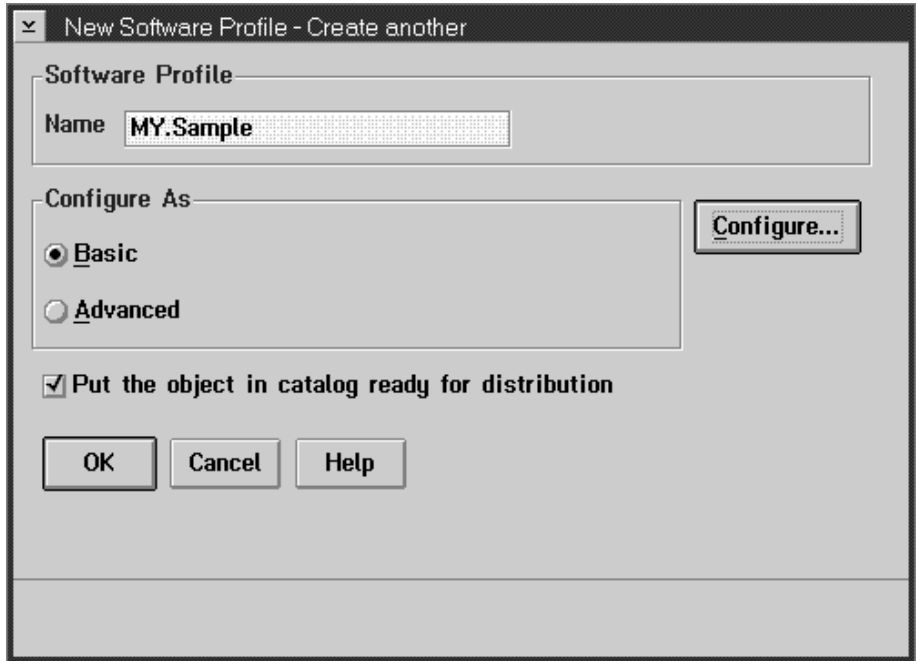 New Software Profile - Create another
Software Profile
Name MY.Sample
Configure As
Configure...
Basic
Advanced
Put the object in catalog ready for distribution
OK Cancel Help